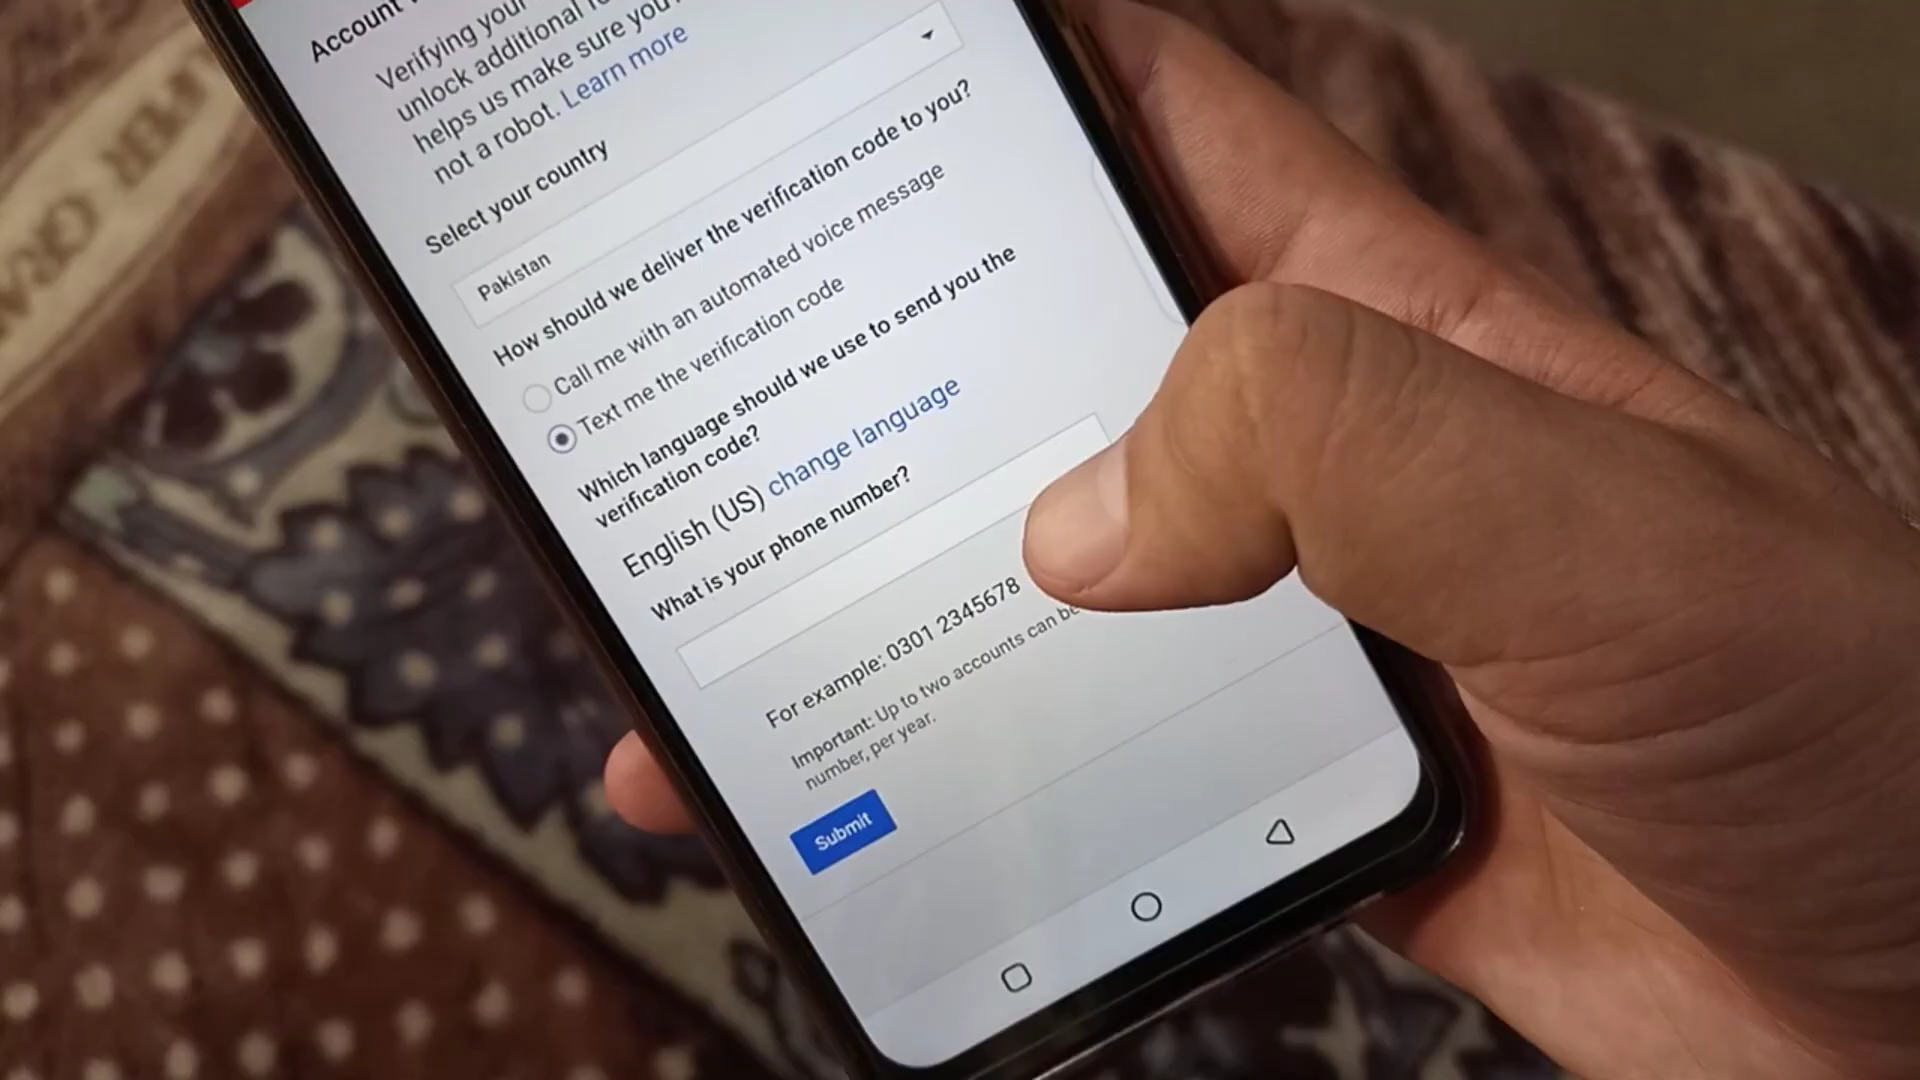 Account
Verifying your
unlock additional
helps us make sure you
not a robot. Learn more
Select your country
Pakistan
How should we deliver the verification code to you?
Call me with an automated voice message
Text me the verification code
Which language should we use to send you the
verification code?
English (US) change language
What is your phone number?
For example: 0301 2345678
Important: Up to two accounts can be
number, per year.
Submit